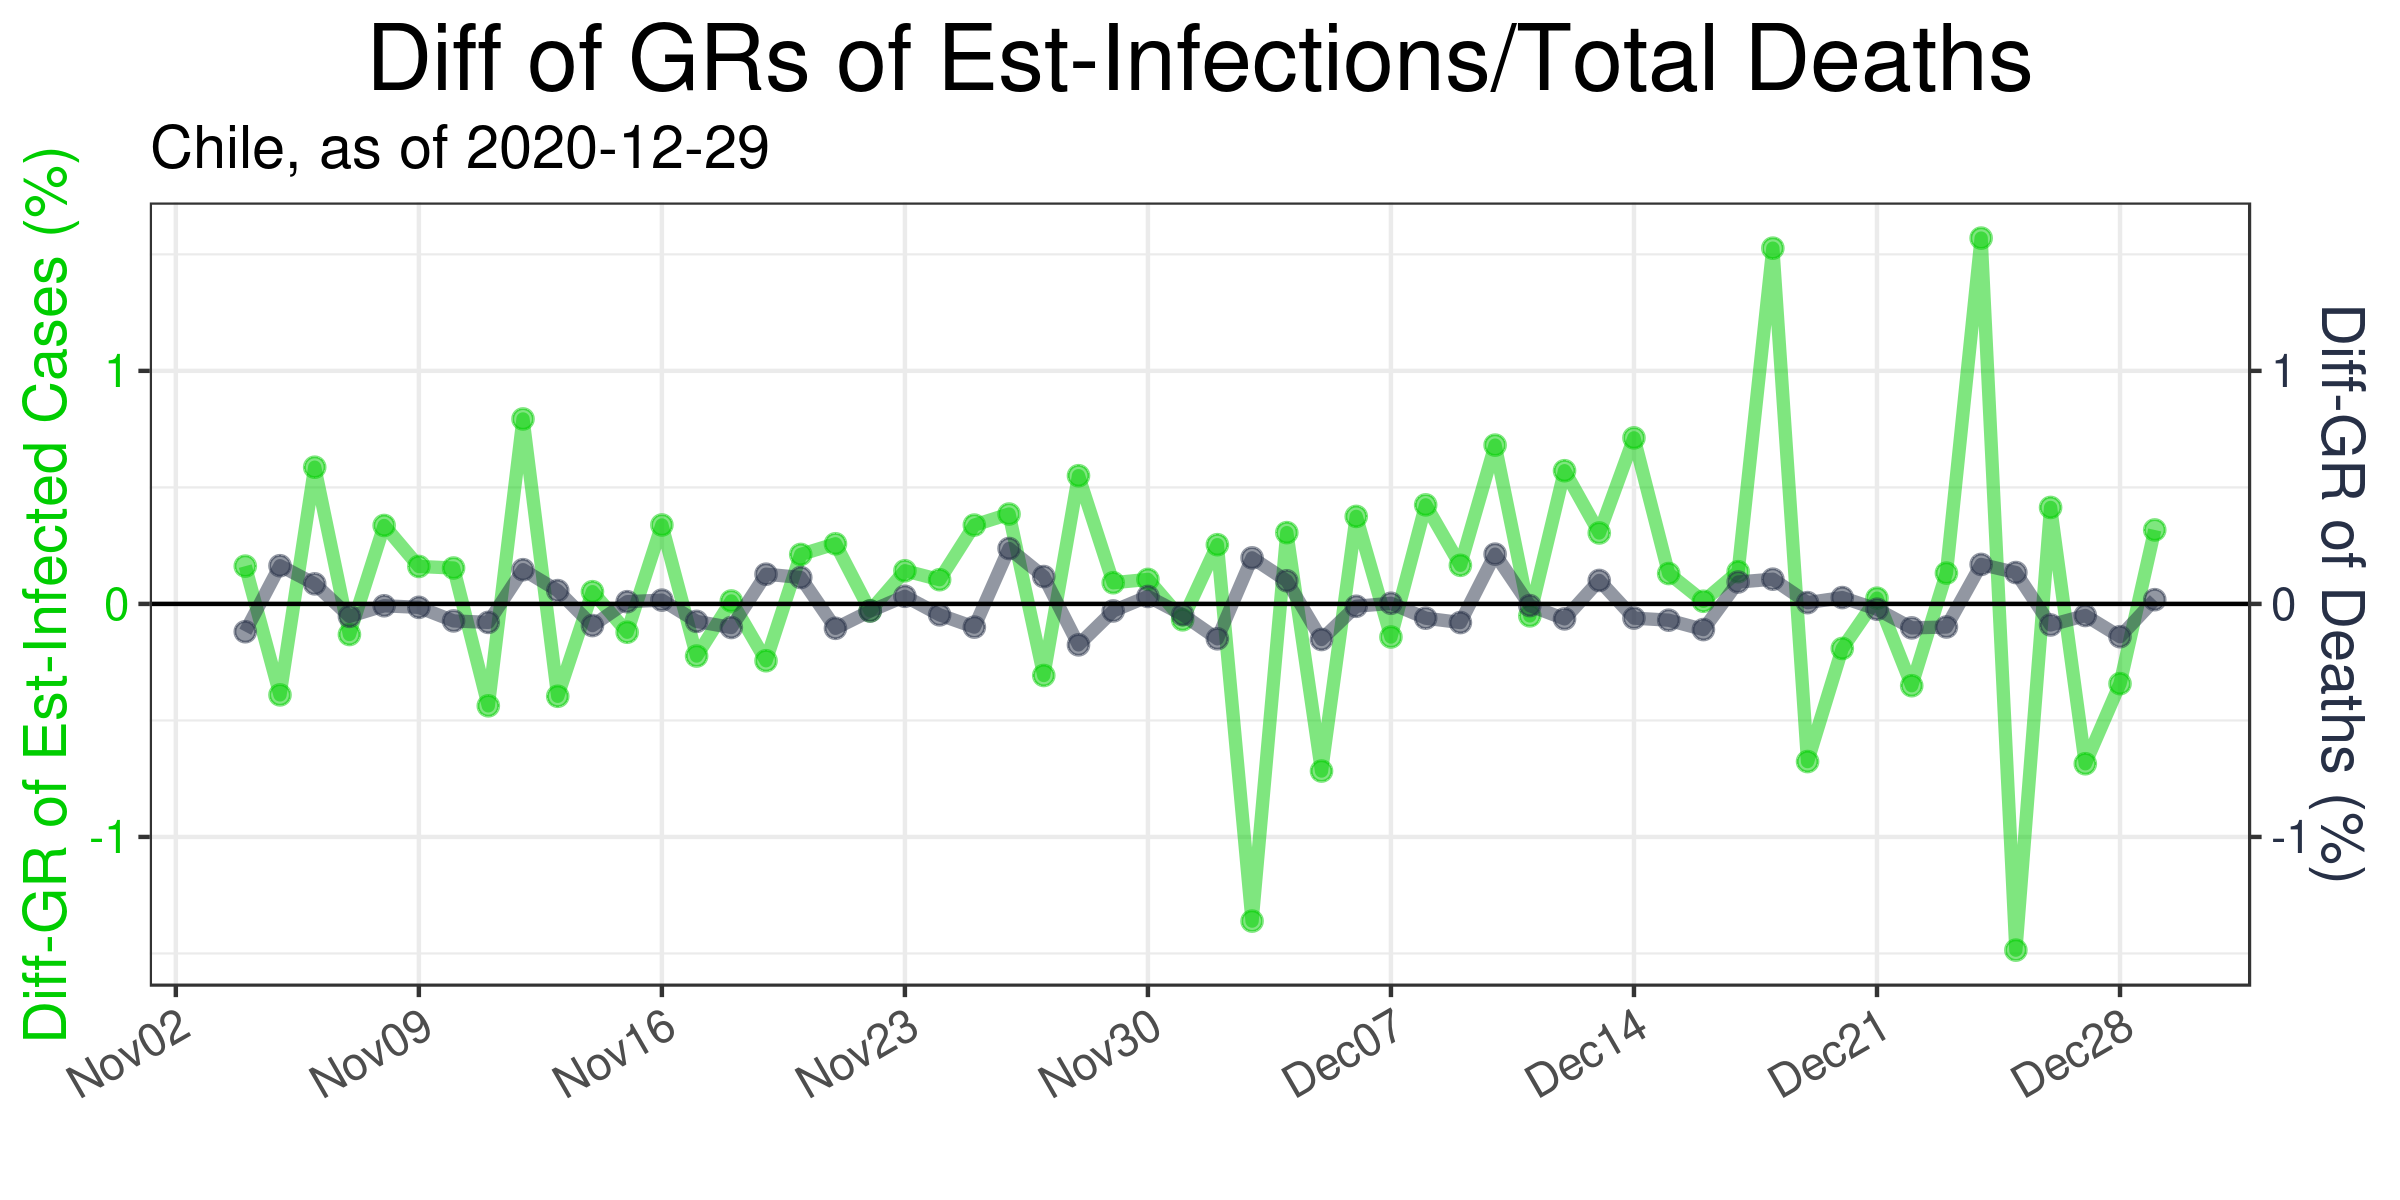 Diff of GRs of Est-Infections/Total Deaths
Chile, as of 2020-12-29
Diff-GR of Est-Infected Cases (%)
1
0
-1
1
0
-1
Diff-GR of Deaths (%)
Nov02
Nov09
Nov16
Nov23
Nov30
Dec07
Dec14
Dec21
Dec28